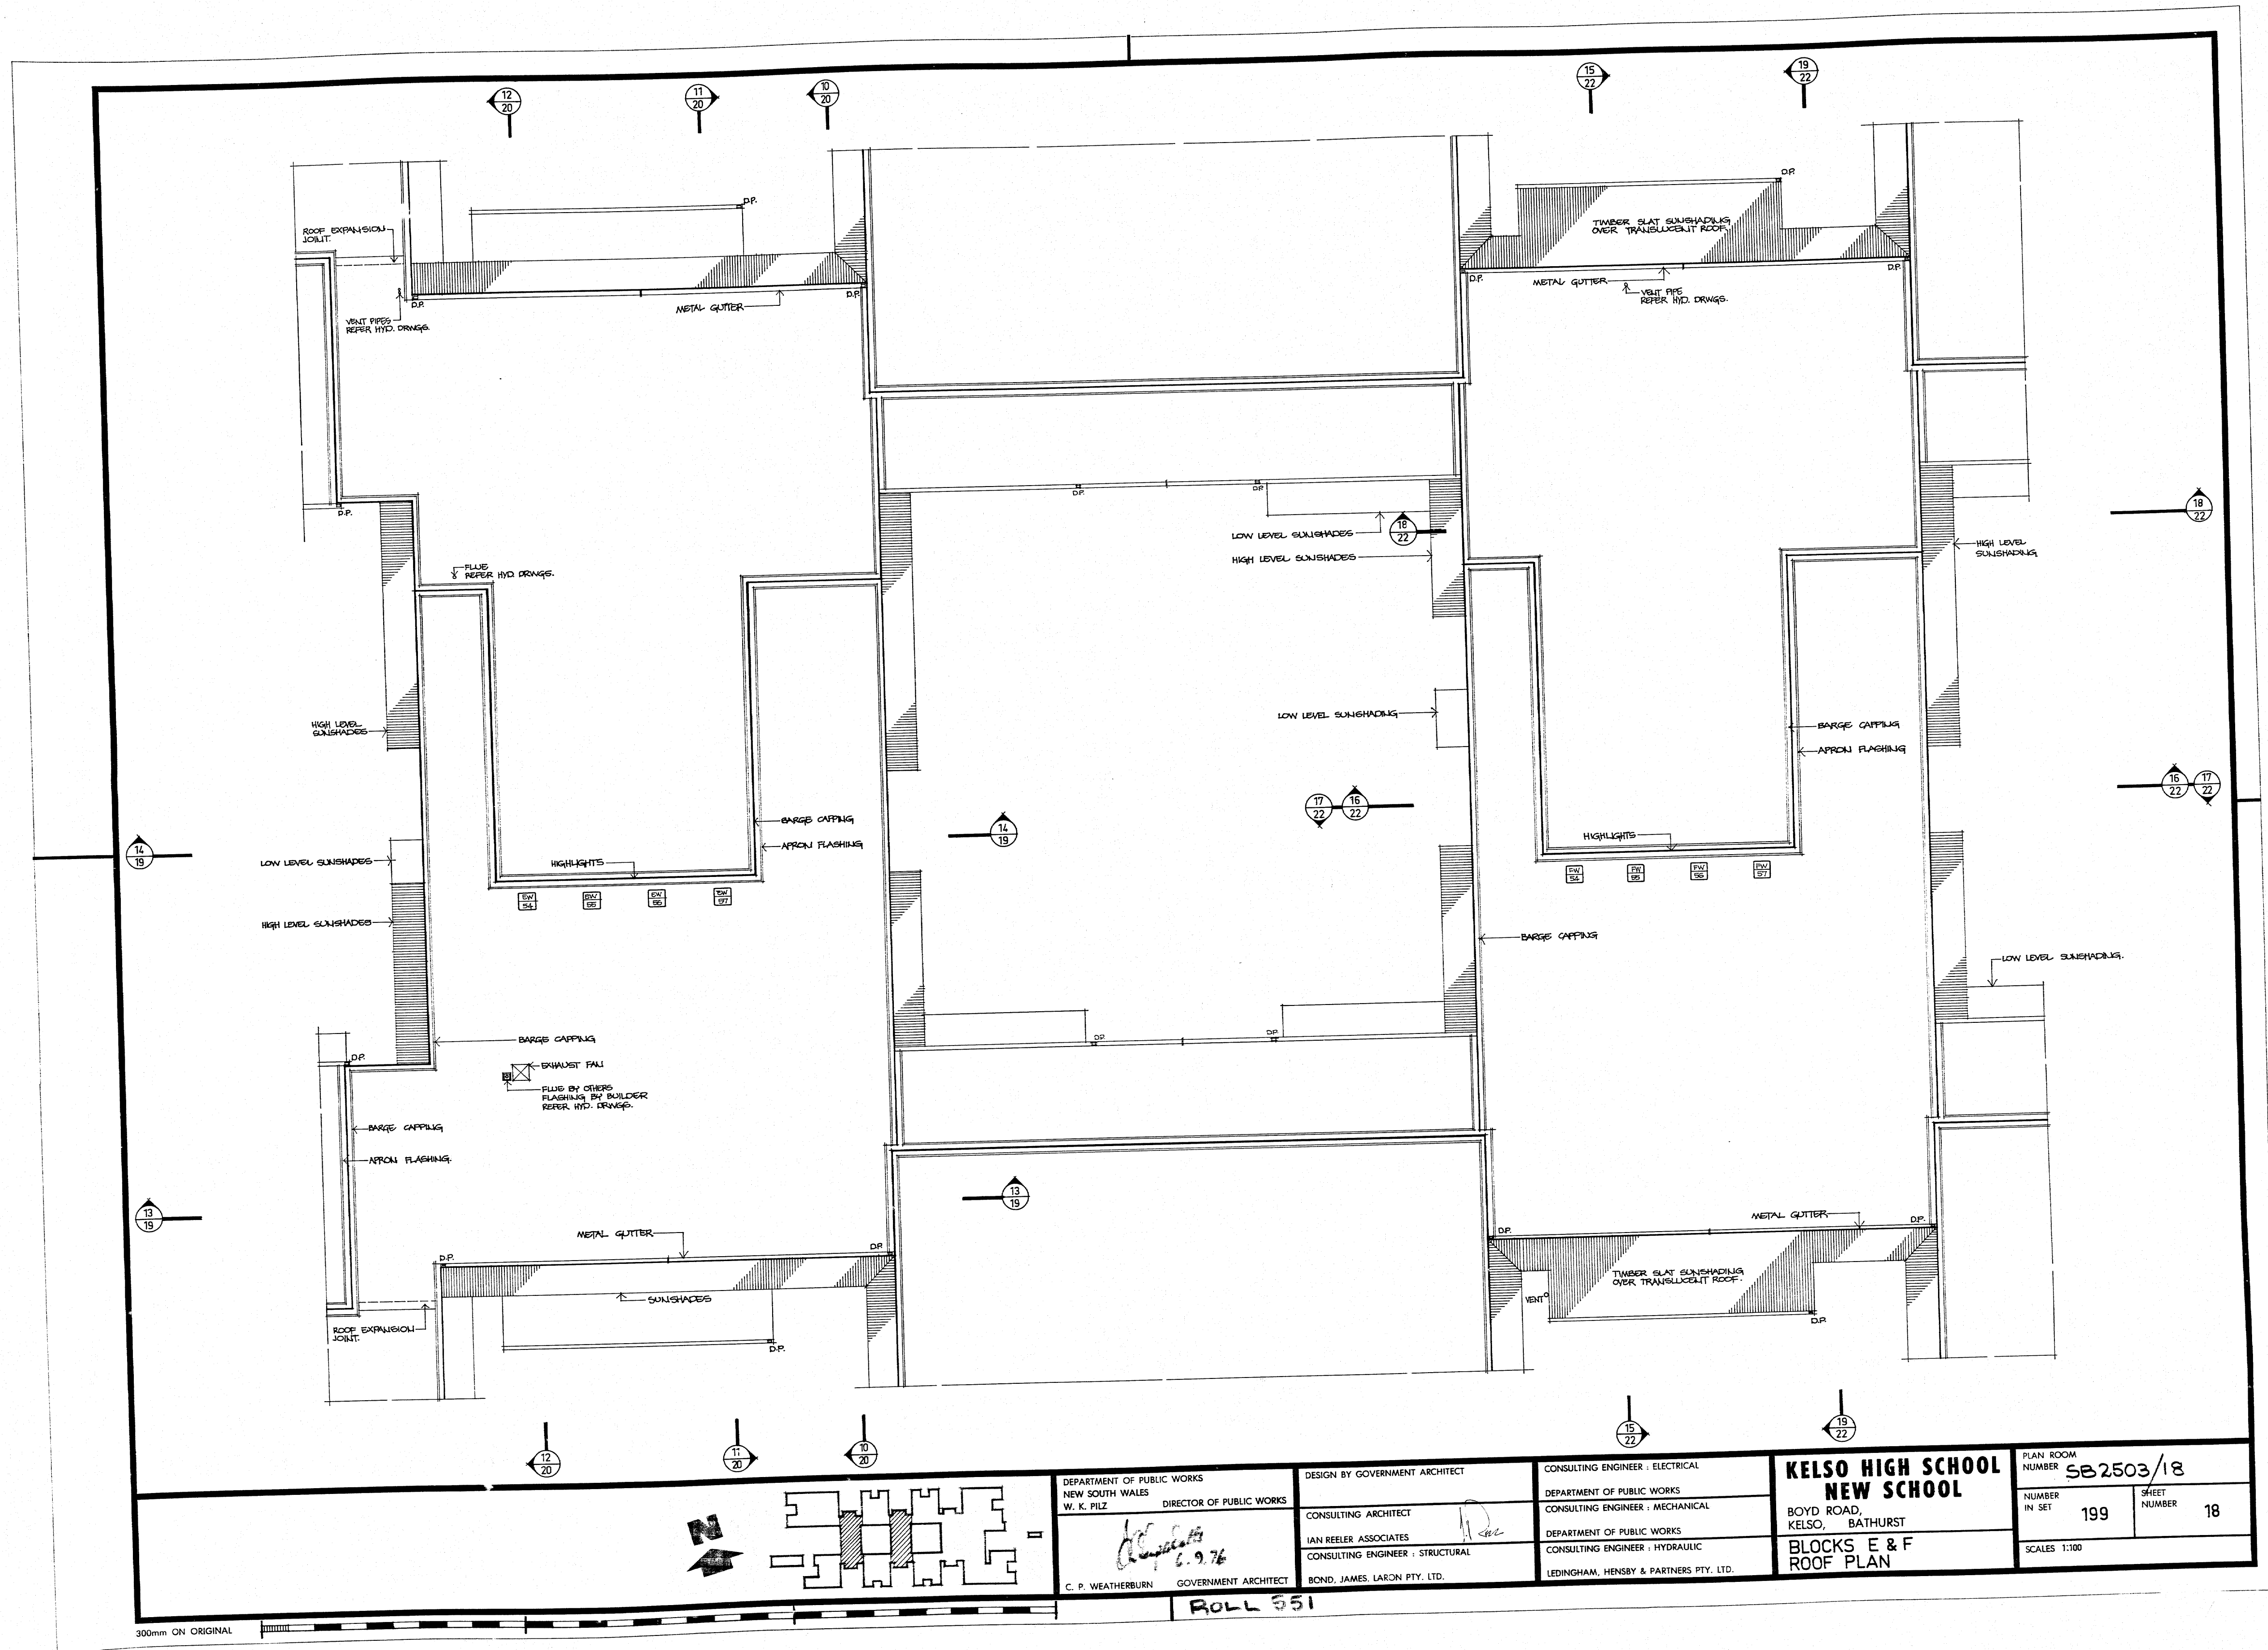 12
20
11
20
10
20
15
22
19
22
D.P.
D.P.
ROOF EXPANSION
JOINT.
TIMBER SLAT SUNSHADING
OVER TRANSLUCENT ROOF.
D.P.
D.P.
METAL GUTTER
D.P.
D.P.
METAL GUTTER
VENT PIPE
REFER HYD. DRWGS.
VENT PIPES
REFER HYD. DRWGS.
D.P.
D.P.
D.P.
18
22
LOW LEVEL SUNSHADES
18
22
HIGH LEVEL SUNSHADES
HIGH LEVEL
SUNSHADING
FLUE
REFER HYD. DRWGS.
HIGH LEVEL
SUNSHADES
LOW LEVEL SUNSHADING
BARGE CAPPING
APRON FLASHING
16
22
17
22
17
22
16
22
BARGE CAPPING
APRON FLASHING
14
19
14
19
HIGHLIGHTS
LOW LEVEL SUNSHADES
HIGHLIGHTS
FW
54
FW
55
FW
56
FW
57
EW
54
EW
55
EW
56
EW
57
HIGH LEVEL SUNSHADES
BARGE CAPPING
LOW LEVEL SUNSHADING.
BARGE CAPPING
D.P.
D.P.
D.P.
EXHAUST FAN
FLUE BY OTHERS
FLASHING BY BUILDER
REFER HYD. DRWGS.
BARGE CAPPING
APRON FLASHING.
13
19
13
19
METAL GUTTER
METAL GUTTER
D.P.
D.P.
D.P.
D.P.
TIMBER SLAT SUNSHADING
OVER TRANSLUCENT ROOF.
SUNSHADES
VENT
ROOF EXPANSION
JOINT.
D.P.
D.P.
12
20
11
20
10
20
15
22
19
22
N
DEPARTMENT OF PUBLIC WORKS
NEW SOUTH WALES
W. K. PILZ DIRECTOR OF PUBLIC WORKS
6.9.76
C. P. WEATHERBURN GOVERNMENT ARCHITECT
DESIGN BY GOVERNMENT ARCHITECT
CONSULTING ARCHITECT
IAN REELER ASSOCIATES
CONSULTING ENGINEER : STRUCTURAL
BOND, JAMES, LARON PTY. LTD.
CONSULTING ENGINEER : ELECTRICAL
DEPARTMENT OF PUBLIC WORKS
CONSULTING ENGINEER : MECHANICAL
DEPARTMENT OF PUBLIC WORKS
CONSULTING ENGINEER : HYDRAULIC
LEDINGHAM, HENSBY & PARTNERS PTY. LTD.
KELSO HIGH SCHOOL
NEW SCHOOL
BOYD ROAD,
KELSO, BATHURST
BLOCKS E & F
ROOF PLAN
PLAN ROOM
NUMBER SB2503/18
NUMBER
IN SET 199
SHEET
NUMBER 18
SCALES 1:100
ROLL 551
300mm ON ORIGINAL